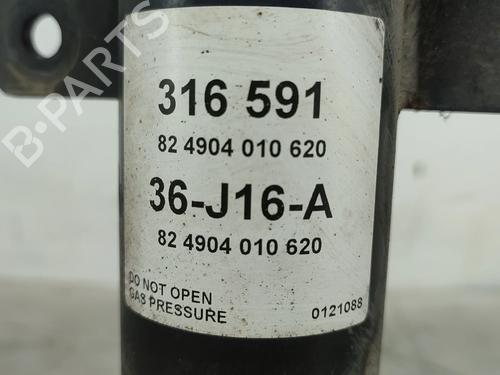 B-PARTS
316 591
82 4904 010 620
36-J16-A
82 4904 010 620
DO NOT OPEN
GAS PRESSURE 0121088